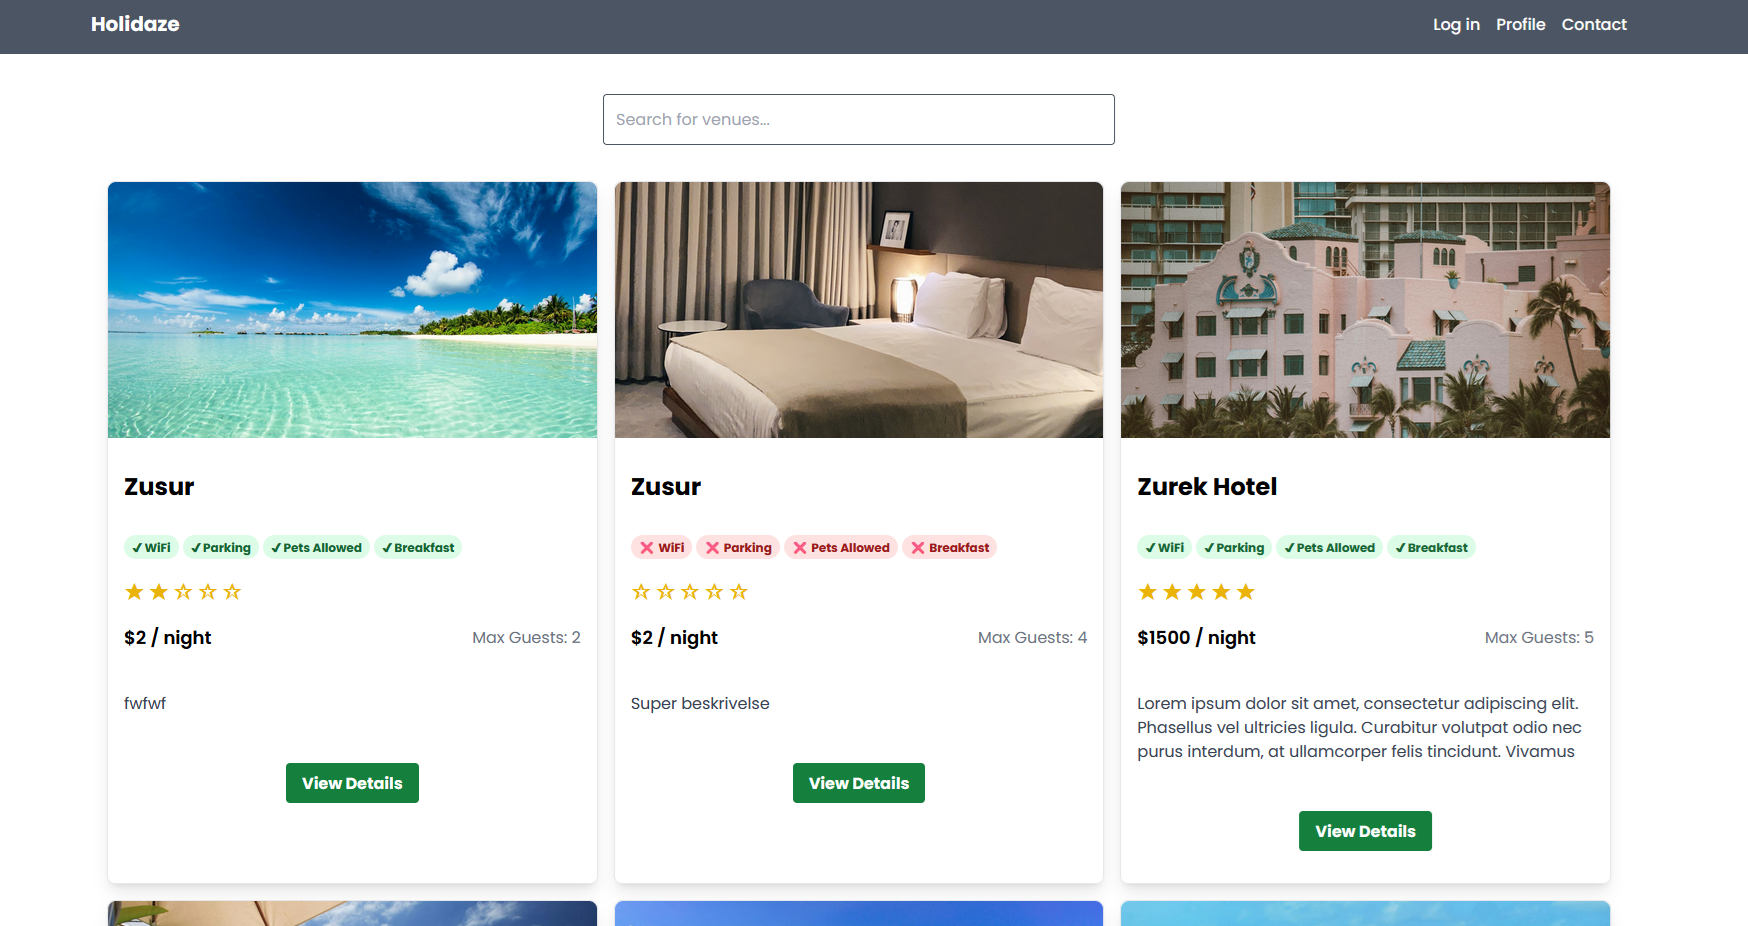 Holidaze
Log in Profile Contact
Search for venues...
Zusur
✓ WiFi ✓ Parking ✓ Pets Allowed ✓ Breakfast
★ ★ ☆ ☆ ☆
$2 / night Max Guests: 2
fwfwf
View Details
Zusur
❌ WiFi ❌ Parking ❌ Pets Allowed ❌ Breakfast
☆ ☆ ☆ ☆ ☆
$2 / night Max Guests: 4
Super beskrivelse
View Details
Zurek Hotel
✓ WiFi ✓ Parking ✓ Pets Allowed ✓ Breakfast
★ ★ ★ ★ ★
$1500 / night Max Guests: 5
Lorem ipsum dolor sit amet, consectetur adipiscing elit.
Phasellus vel ultricies ligula. Curabitur volutpat odio nec
purus interdum, at ullamcorper felis tincidunt. Vivamus
View Details